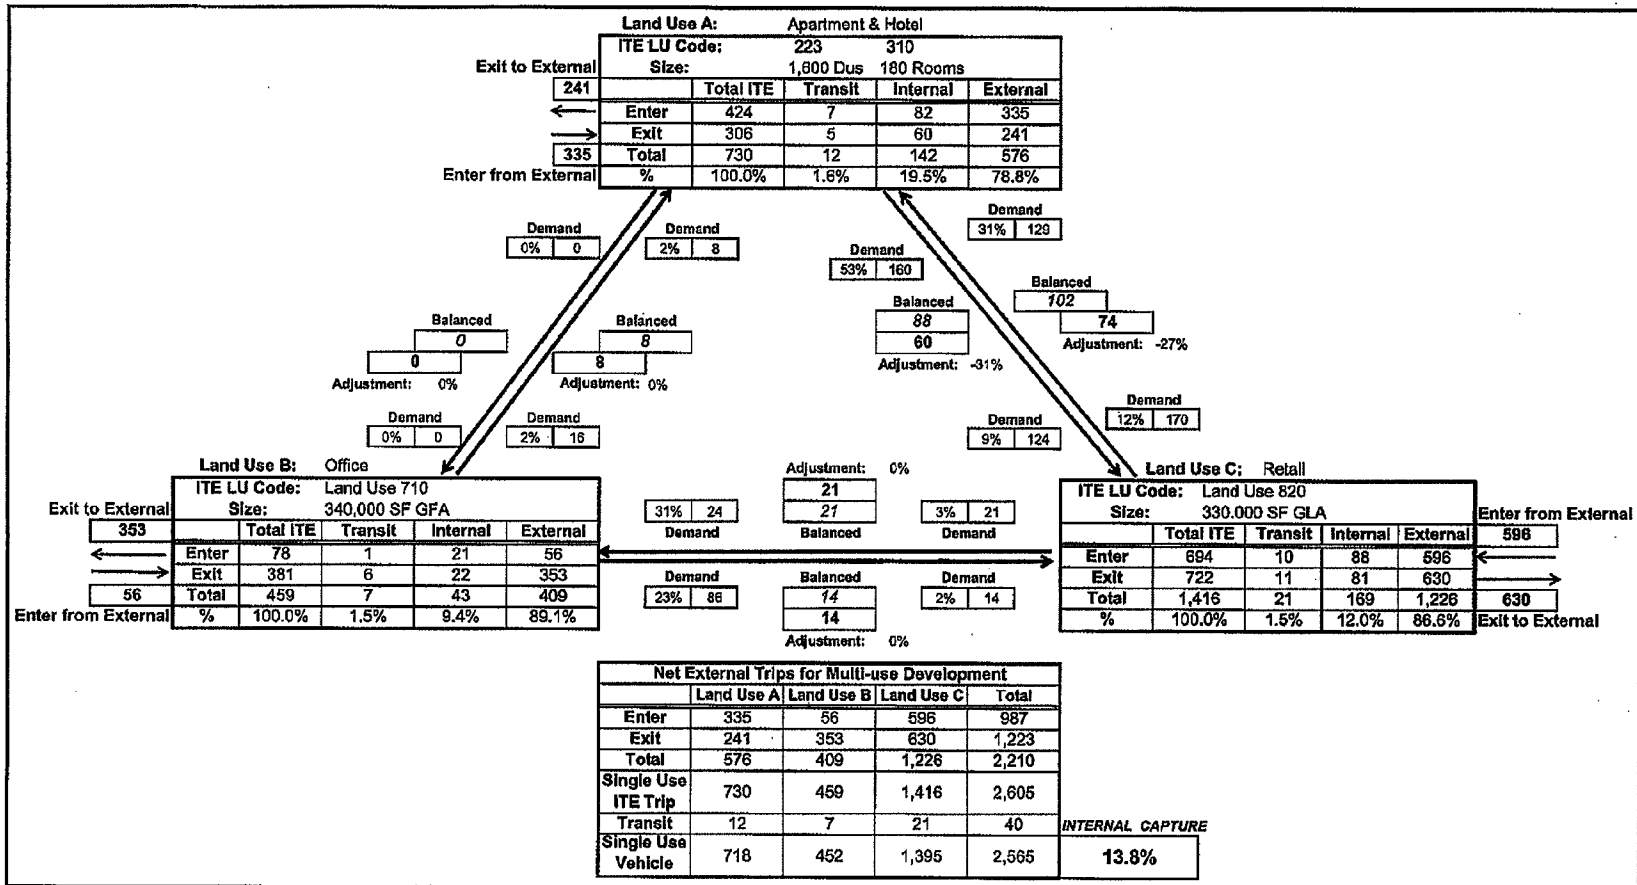 Land Use A: Apartment & Hotel
ITE LU Code: 223 310
Size: 1,600 Dus 180 Rooms
Exit to External
241
Total ITE Transit Internal External
Enter 424 7 82 335
Exit 306 5 60 241
335
Total 730 12 142 576
Enter from External
% 100.0% 1.6% 19.5% 78.8%
Demand
0% 0
Demand
2% 8
Demand
53% 160
Demand
31% 129
Balanced
0
0
Adjustment: 0%
Balanced
8
8
Adjustment: 0%
Balanced
88
60
Adjustment: -31%
Balanced
102
74
Adjustment: -27%
Demand
0% 0
Demand
2% 16
Demand
9% 124
12% 170
Demand
Land Use B: Office
ITE LU Code: Land Use 710
Size: 340,000 SF GFA
Exit to External
353
Total ITE Transit Internal External
Enter 78 1 21 56
Exit 381 6 22 353
56
Total 459 7 43 409
Enter from External
% 100.0% 1.5% 9.4% 89.1%
Adjustment: 0%
21
31% 24
21
3% 21
Demand Balanced Demand
Demand Balanced Demand
23% 86
14
2% 14
14
Adjustment: 0%
Land Use C: Retail
ITE LU Code: Land Use 820
Size: 330.000 SF GLA
Enter from External
596
Total ITE Transit Internal External
Enter 694 10 88 596
Exit 722 11 81 630
Total 1,416 21 169 1,226
630
% 100.0% 1.5% 12.0% 86.6%
Exit to External
Net External Trips for Multi-use Development
Land Use A Land Use B Land Use C Total
Enter 335 56 596 987
Exit 241 353 630 1,223
Total 576 409 1,226 2,210
Single Use
ITE Trip
730 459 1,416 2,605
Transit 12 7 21 40
INTERNAL CAPTURE
Single Use
Vehicle
718 452 1,395 2,565
13.8%